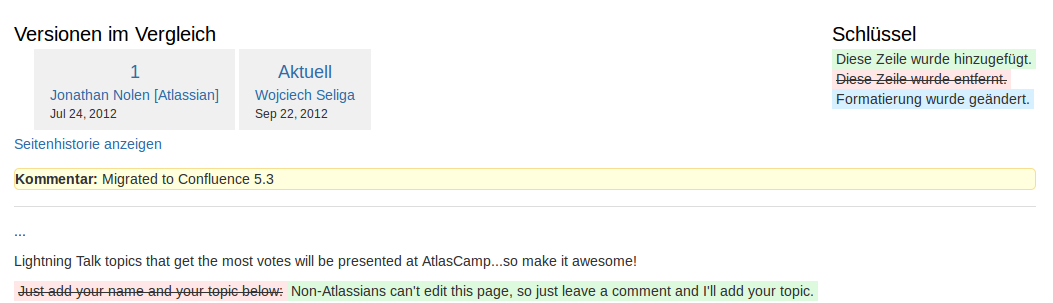 Versionen im Vergleich
1
Jonathan Nolen [Atlassian]
Jul 24, 2012
Aktuell
Wojciech Seliga
Sep 22, 2012
Seitenhistorie anzeigen
Schlüssel
Diese Zeile wurde hinzugefügt.
Diese Zeile wurde entfernt.
Formatierung wurde geändert.
Kommentar: Migrated to Confluence 5.3
...
Lightning Talk topics that get the most votes will be presented at AtlasCamp...so make it awesome!
Just add your name and your topic below: Non-Atlassians can't edit this page, so just leave a comment and I'll add your topic.